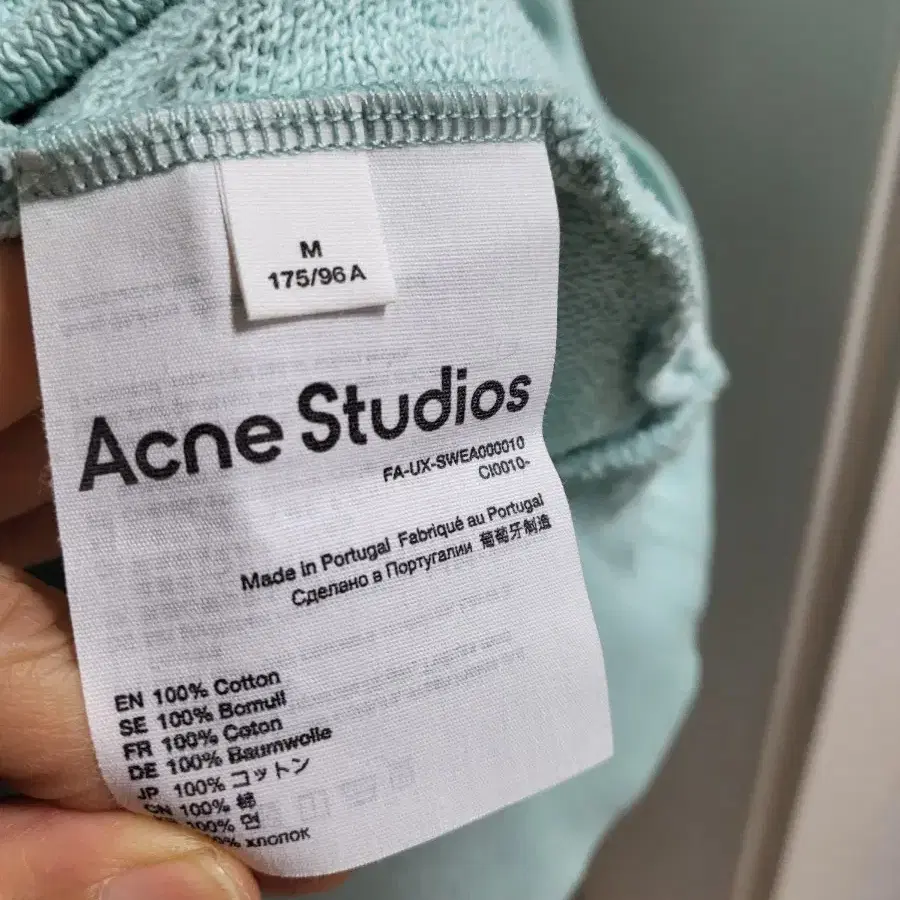 M
175/96 A
Acne Studios
FA-UX-SWEA000010
CI0010-
Made in Portugal Fabriqué au Portugal
Сделано в Португалии 葡萄牙制造
EN 100% Cotton
SE 100% Bomull
FR 100% Coton
DE 100% Baumwolle
JP 100% コットン
CN 100% 棉
100% 면
% хлопок